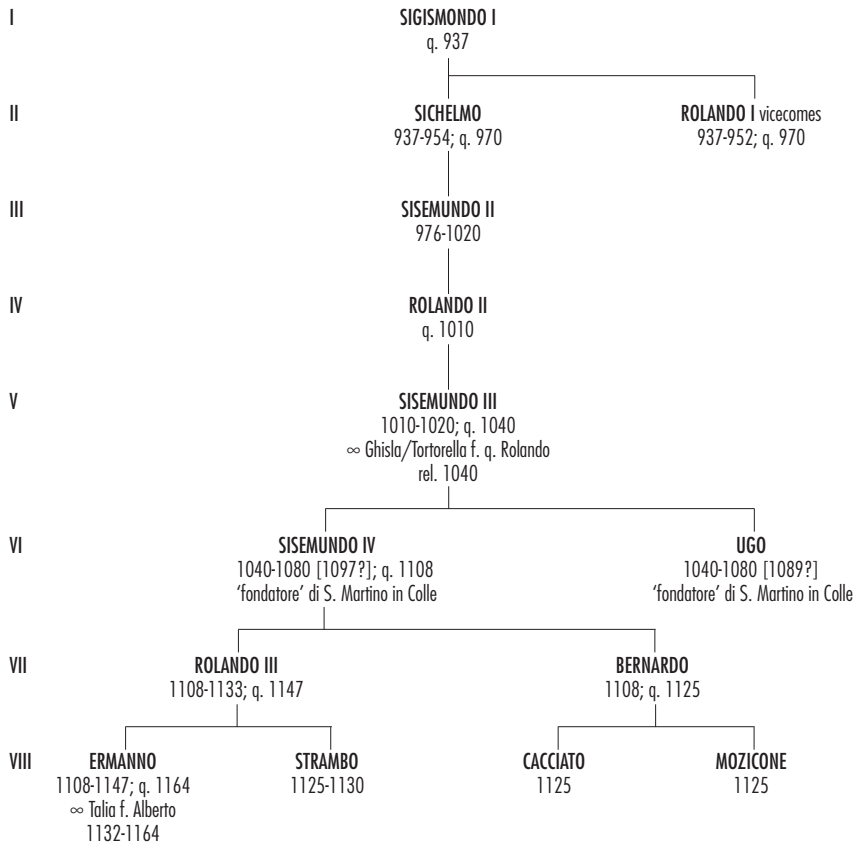 I
SIGISMONDO I
q. 937
II
SICHELMO
937-954; q. 970
ROLANDO I vicecomes
937-952; q. 970
III
SISEMUNDO II
976-1020
IV
ROLANDO II
q. 1010
V
SISEMUNDO III
1010-1020; q. 1040
∞ Ghisla/Tortorella f. q. Rolando
rel. 1040
VI
SISEMUNDO IV
1040-1080 [1097?]; q. 1108
‘fondatore’ di S. Martino in Colle
UGO
1040-1080 [1089?]
‘fondatore’ di S. Martino in Colle
VII
ROLANDO III
1108-1133; q. 1147
BERNARDO
1108; q. 1125
VIII
ERMANNO
1108-1147; q. 1164
∞ Talia f. Alberto
1132-1164
STRAMBO
1125-1130
CACCIATO
1125
MOZICONE
1125